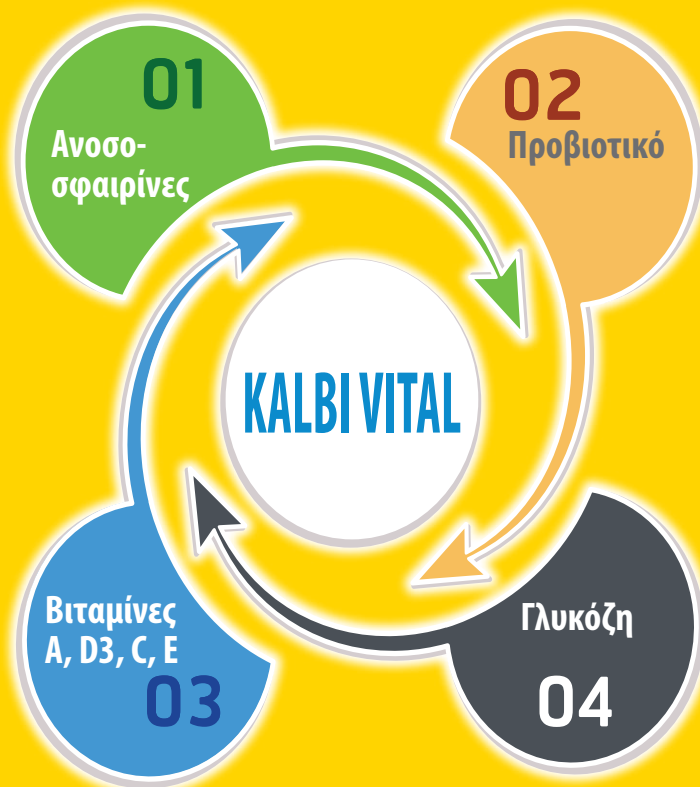 01
Ανοσο-
σφαιρίνες
02
Προβιοτικό
KALBI VITAL
Βιταμίνες
A, D3, C, E
03
Γλυκόζη
04